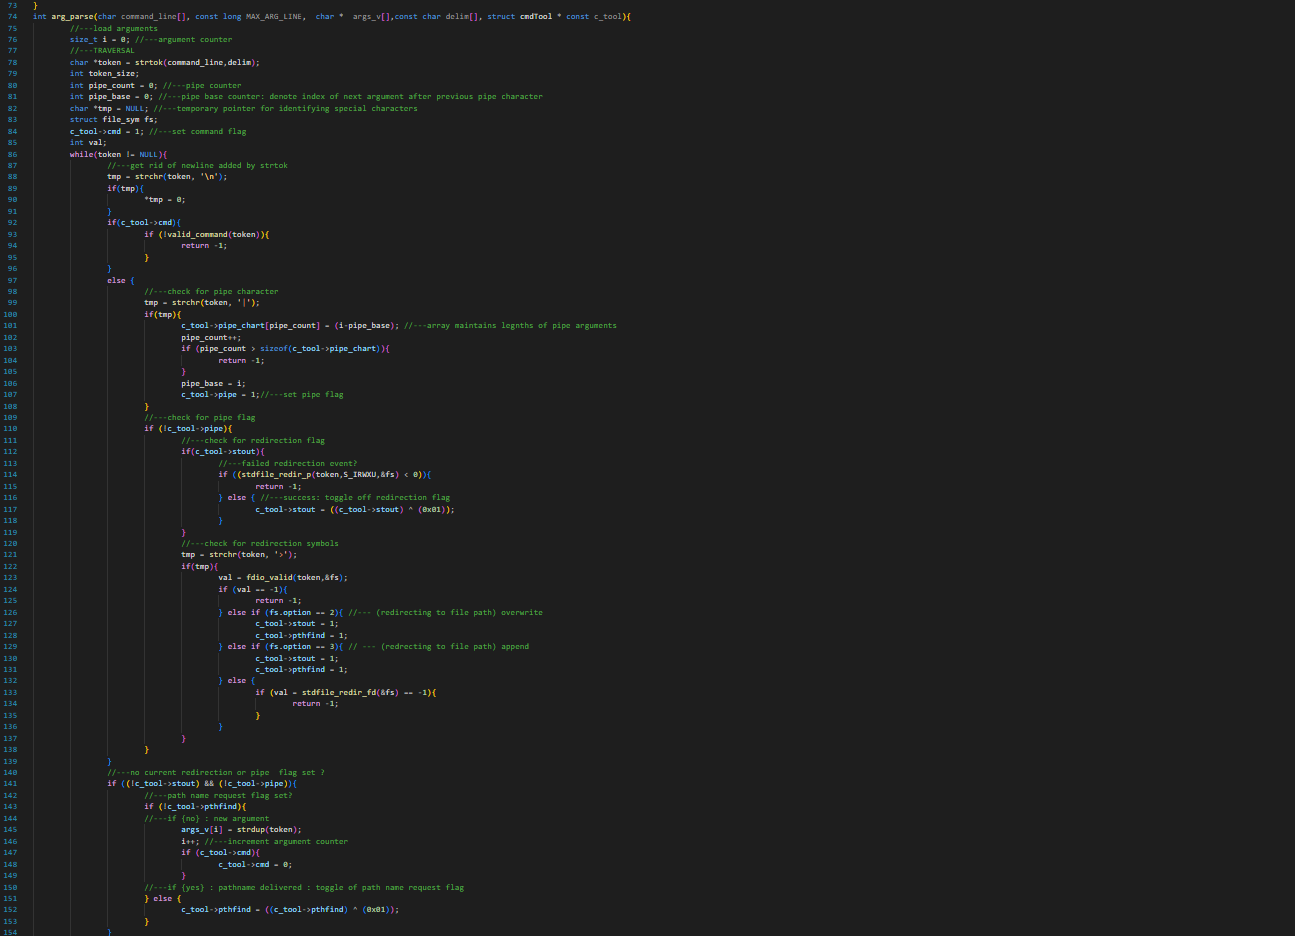 73 }
74 int arg_parse(char command_line[], const long MAX_ARG_LINE,  char *  args_v[],const char delim[], struct cmdTool * const c_tool){
75 //---load arguments
76 size_t i = 0; //---argument counter
77 //---TRAVERSAL
78 char *token = strtok(command_line,delim);
79 int token_size;
80 int pipe_count = 0; //---pipe counter
81 int pipe_base = 0; //---pipe base counter: denote index of next argument after previous pipe character
82 char *tmp = NULL; //---temporary pointer for identifying special characters
83 struct file_sym fs;
84 c_tool->cmd = 1; //---set command flag
85 int val;
86 while(token != NULL){
87 //---get rid of newline added by strtok
88 tmp = strchr(token, '\n');
89 if(tmp){
90 *tmp = 0;
91 }
92 if(c_tool->cmd){
93 if (!valid_command(token)){
94 return -1;
95 }
96 }
97 else {
98 //---check for pipe character
99 tmp = strchr(token, '|');
100 if(tmp){
101 c_tool->pipe_chart[pipe_count] = (i-pipe_base); //---array maintains legnths of pipe arguments
102 pipe_count++;
103 if (pipe_count > sizeof(c_tool->pipe_chart)){
104 return -1;
105 }
106 pipe_base = i;
107 c_tool->pipe = 1;//---set pipe flag
108 }
109 //---check for pipe flag
110 if (!c_tool->pipe){
111 //---check for redirection flag
112 if(c_tool->stout){
113 //---failed redirection event?
114 if ((stdfile_redir_p(token,S_IRWXU,&fs) < 0)){
115 return -1;
116 } else { //---success: toggle off redirection flag
117 c_tool->stout = ((c_tool->stout) ^ (0x01));
118 }
119 }
120 //---check for redirection symbols
121 tmp = strchr(token, '>');
122 if(tmp){
123 val = fdio_valid(token,&fs);
124 if (val == -1){
125 return -1;
126 } else if (fs.option == 2){ //--- (redirecting to file path) overwrite
127 c_tool->stout = 1;
128 c_tool->pthfind = 1;
129 } else if (fs.option == 3){ // --- (redrecting to file path) append
130 c_tool->stout = 1;
131 c_tool->pthfind = 1;
132 } else {
133 if (val = stdfile_redir_fd(&fs) == -1){
134 return -1;
135 }
136 }
137 }
138 }
139 }
140 //---no current redirection or pipe  flag set ?
141 if ((!c_tool->stout) && (!c_tool->pipe)){
142 //---path name request flag set?
143 if (!c_tool->pthfind){
144 //---if {no} : new argument
145 args_v[i] = strdup(token);
146 i++; //---increment argument counter
147 if (c_tool->cmd){
148 c_tool->cmd = 0;
149 }
150 //---if {yes} : pathname delivered : toggle of path name request flag
151 } else {
152 c_tool->pthfind = ((c_tool->pthfind) ^ (0x01));
153 }
154 }